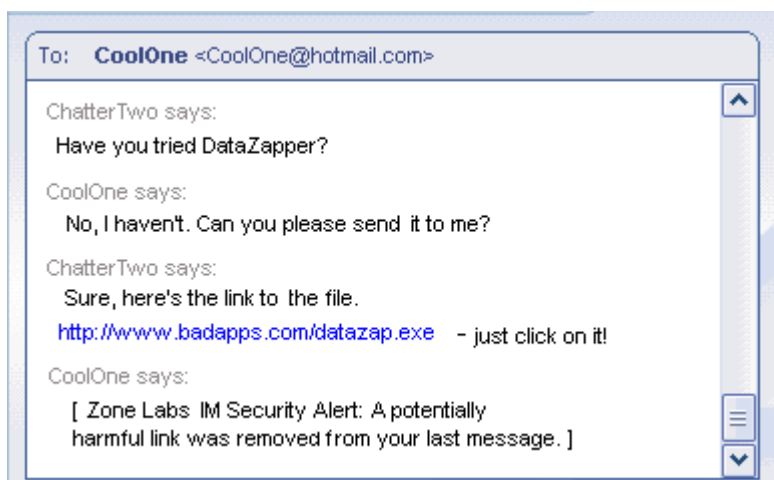 To: CoolOne <CoolOne@hotmail.com>
ChatterTwo says:
Have you tried DataZapper?
CoolOne says:
No, I haven't. Can you please send it to me?
ChatterTwo says:
Sure, here's the link to the file.
http://www.badapps.com/datazap.exe - just click on it!
CoolOne says:
[ Zone Labs IM Security Alert: A potentially
harmful link was removed from your last message. ]